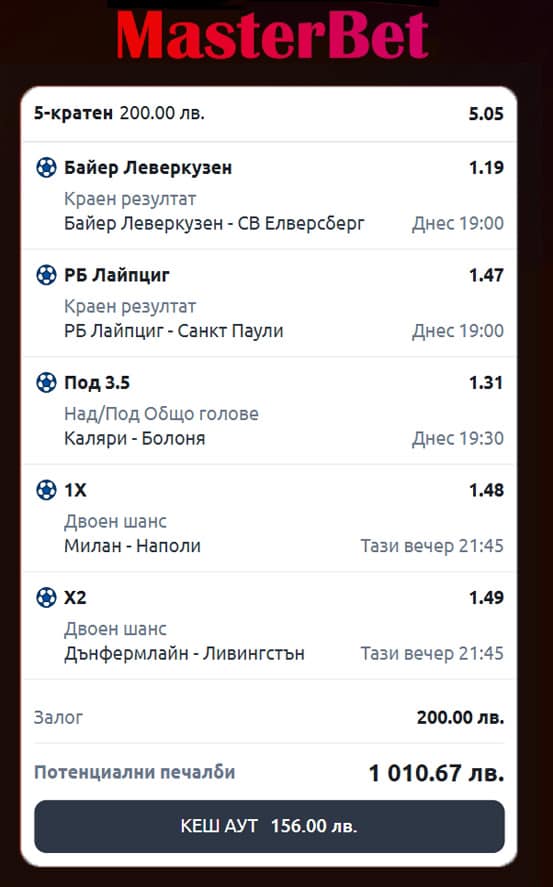 MasterBet
5-кратен 200.00 лв. 5.05
Байер Леверкузен 1.19
Краен резултат
Байер Леверкузен - СВ Елверсберг Днес 19:00
РБ Лайпциг 1.47
Краен резултат
РБ Лайпциг - Санкт Паули Днес 19:00
Под 3.5 1.31
Над/Под Общо голове
Каляри - Болоня Днес 19:30
1X 1.48
Двоен шанс
Милан - Наполи Тази вечер 21:45
X2 1.49
Двоен шанс
Дънфермлайн - Ливингстън Тази вечер 21:45
Залог 200.00 лв.
Потенциални печалби 1 010.67 лв.
КЕШ АУТ 156.00 лв.